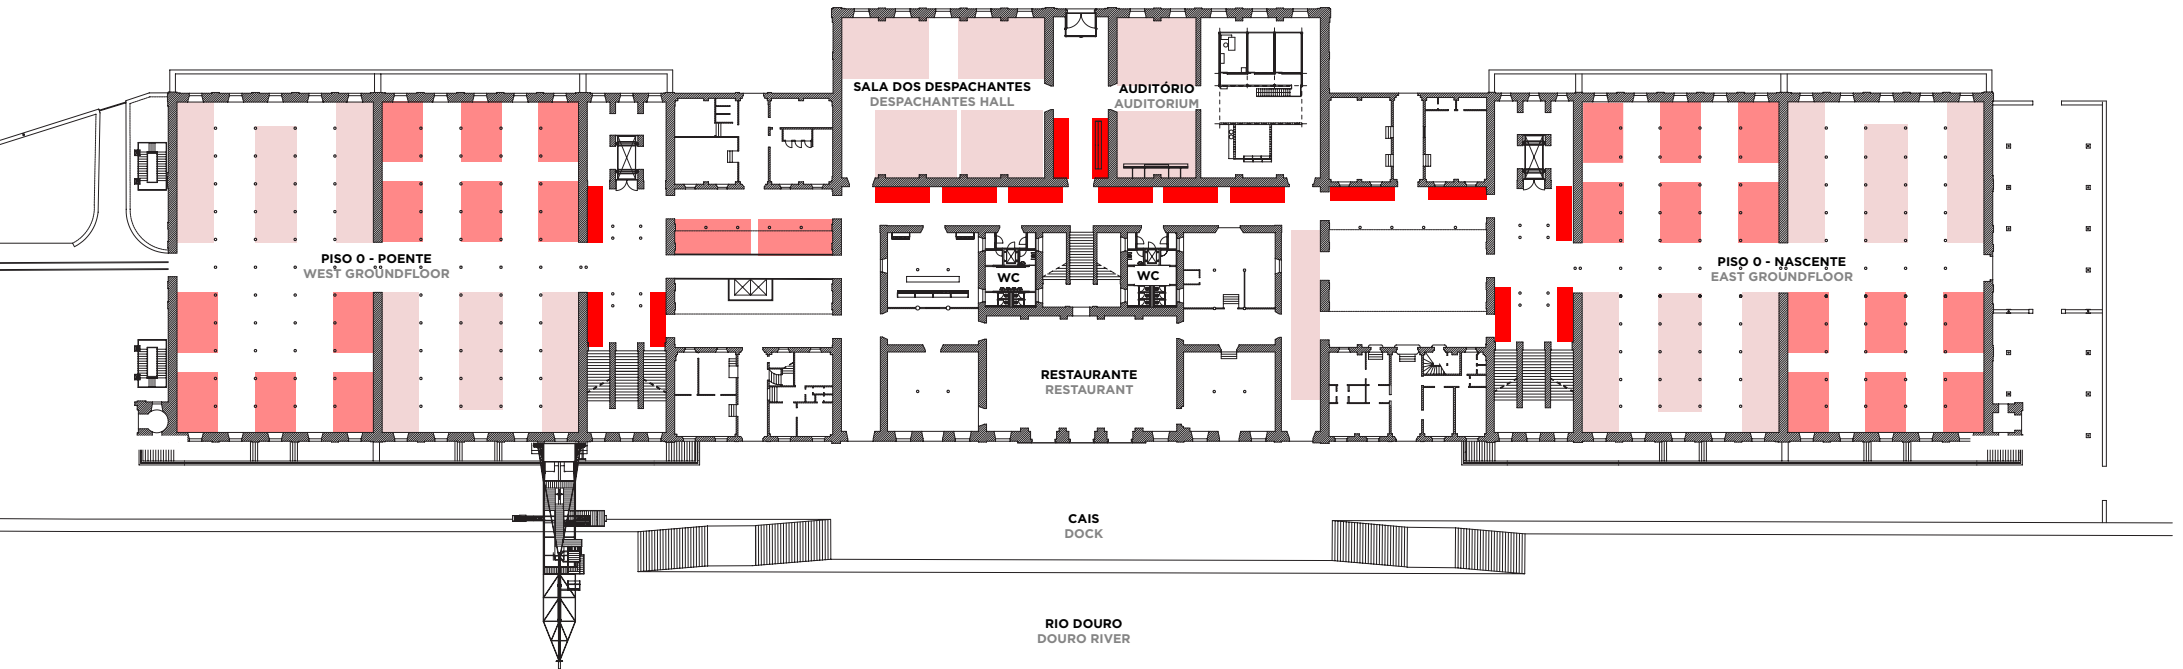 SALA DOS DESPACHANTES
DESPACHANTES HALL
AUDITÓRIO
AUDITORIUM
PISO 0 - POENTE
WEST GROUNDFLOOR
WC
WC
PISO 0 - NASCENTE
EAST GROUNDFLOOR
RESTAURANTE
RESTAURANT
CAIS
DOCK
RIO DOURO
DOURO RIVER